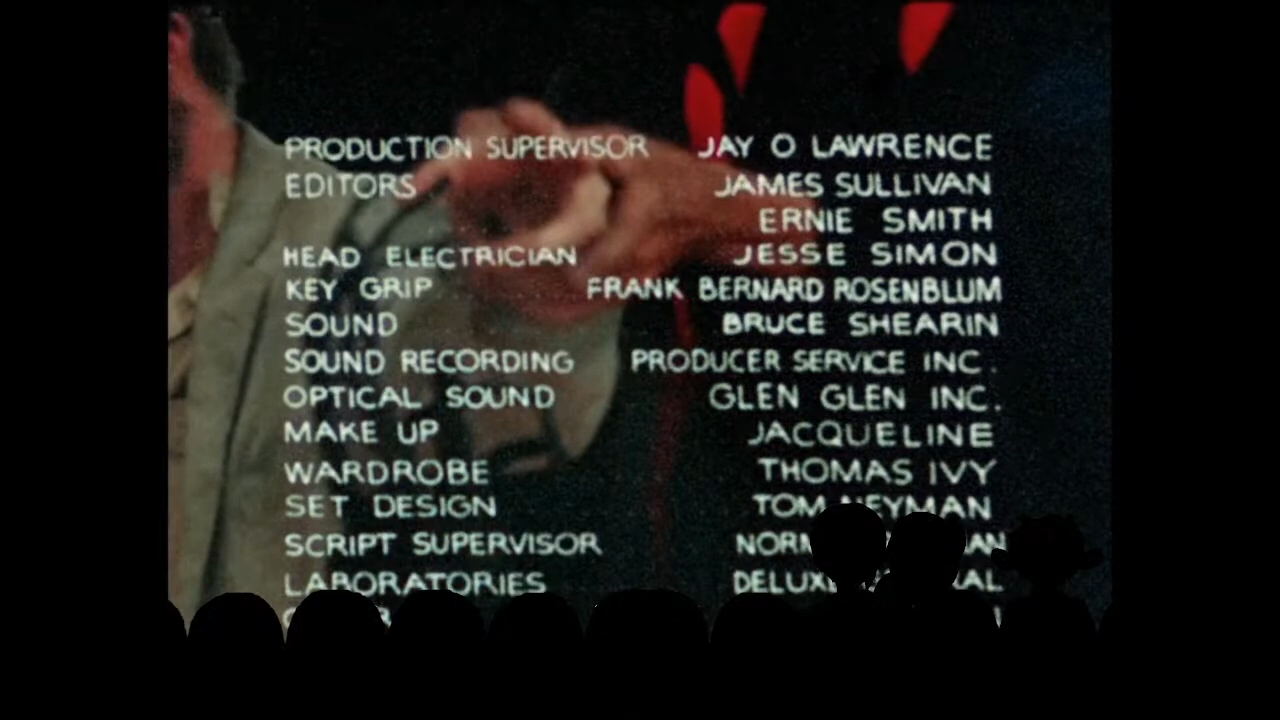 PRODUCTION SUPERVISOR JAY O LAWRENCE
EDITORS JAMES SULLIVAN
ERNIE SMITH
HEAD ELECTRICIAN JESSE SIMON
KEY GRIP FRANK BERNARD ROSENBLUM
SOUND BRUCE SHEARIN
SOUND RECORDING PRODUCER SERVICE INC.
OPTICAL SOUND GLEN GLEN INC.
MAKE UP JACQUELINE
WARDROBE THOMAS IVY
SET DESIGN TOM NEYMAN
SCRIPT SUPERVISOR
LABORATORIES DELUXE